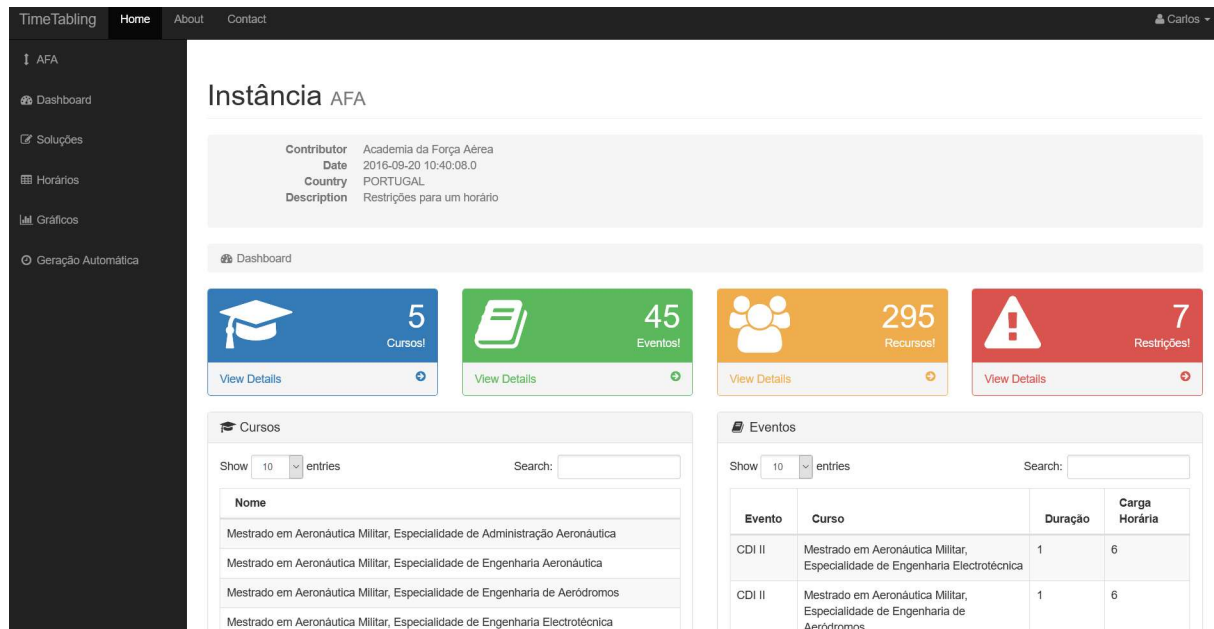 TimeTabling Home About Contact Carlos
AFA
Dashboard
Soluções
Horários
Gráficos
Geração Automática
Instância AFA
Contributor Academia da Força Aérea
Date 2016-09-20 10:40:08.0
Country PORTUGAL
Description Restrições para um horário
Dashboard
5
Cursos!
View Details
45
Eventos!
View Details
295
Recursos!
View Details
7
Restrições!
View Details
Cursos
Show 10 entries Search:
Nome
Mestrado em Aeronáutica Militar, Especialidade de Administração Aeronáutica
Mestrado em Aeronáutica Militar, Especialidade de Engenharia Aeronáutica
Mestrado em Aeronáutica Militar, Especialidade de Engenharia de Aeródromos
Mestrado em Aeronáutica Militar, Especialidade de Engenharia Electrotécnica
Eventos
Show 10 entries Search:
Evento Curso Duração Carga Horária
CDI II Mestrado em Aeronáutica Militar, 1 6
Especialidade de Engenharia Electrotécnica
CDI II Mestrado em Aeronáutica Militar, 1 6
Especialidade de Engenharia de
Aeródromos